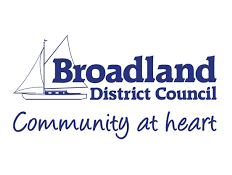 Broadland
District Council
Community at heart